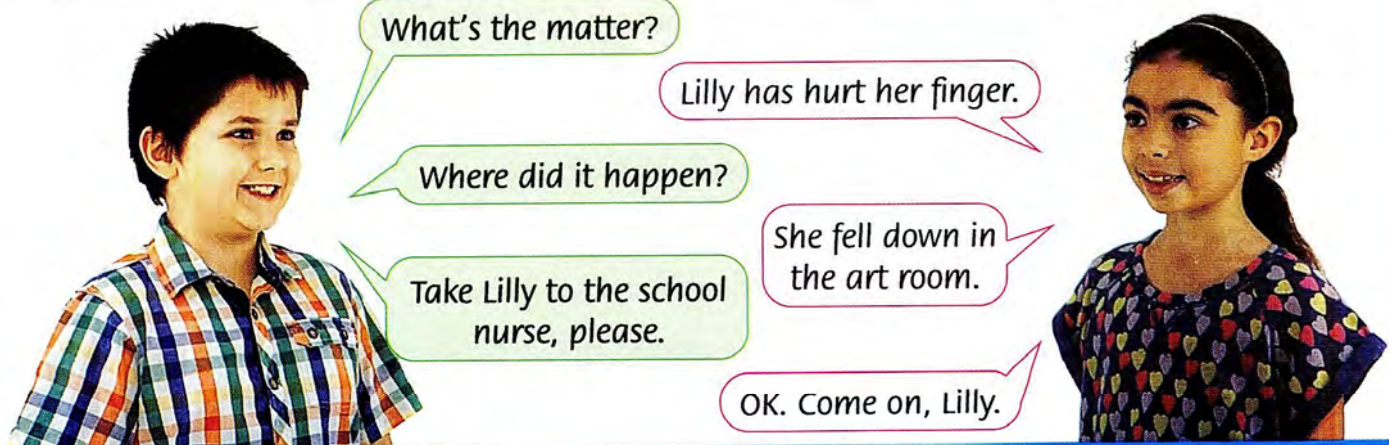 What's the matter?
Lilly has hurt her finger.
Where did it happen?
She fell down in
the art room.
Take Lilly to the school
nurse, please.
OK. Come on, Lilly.